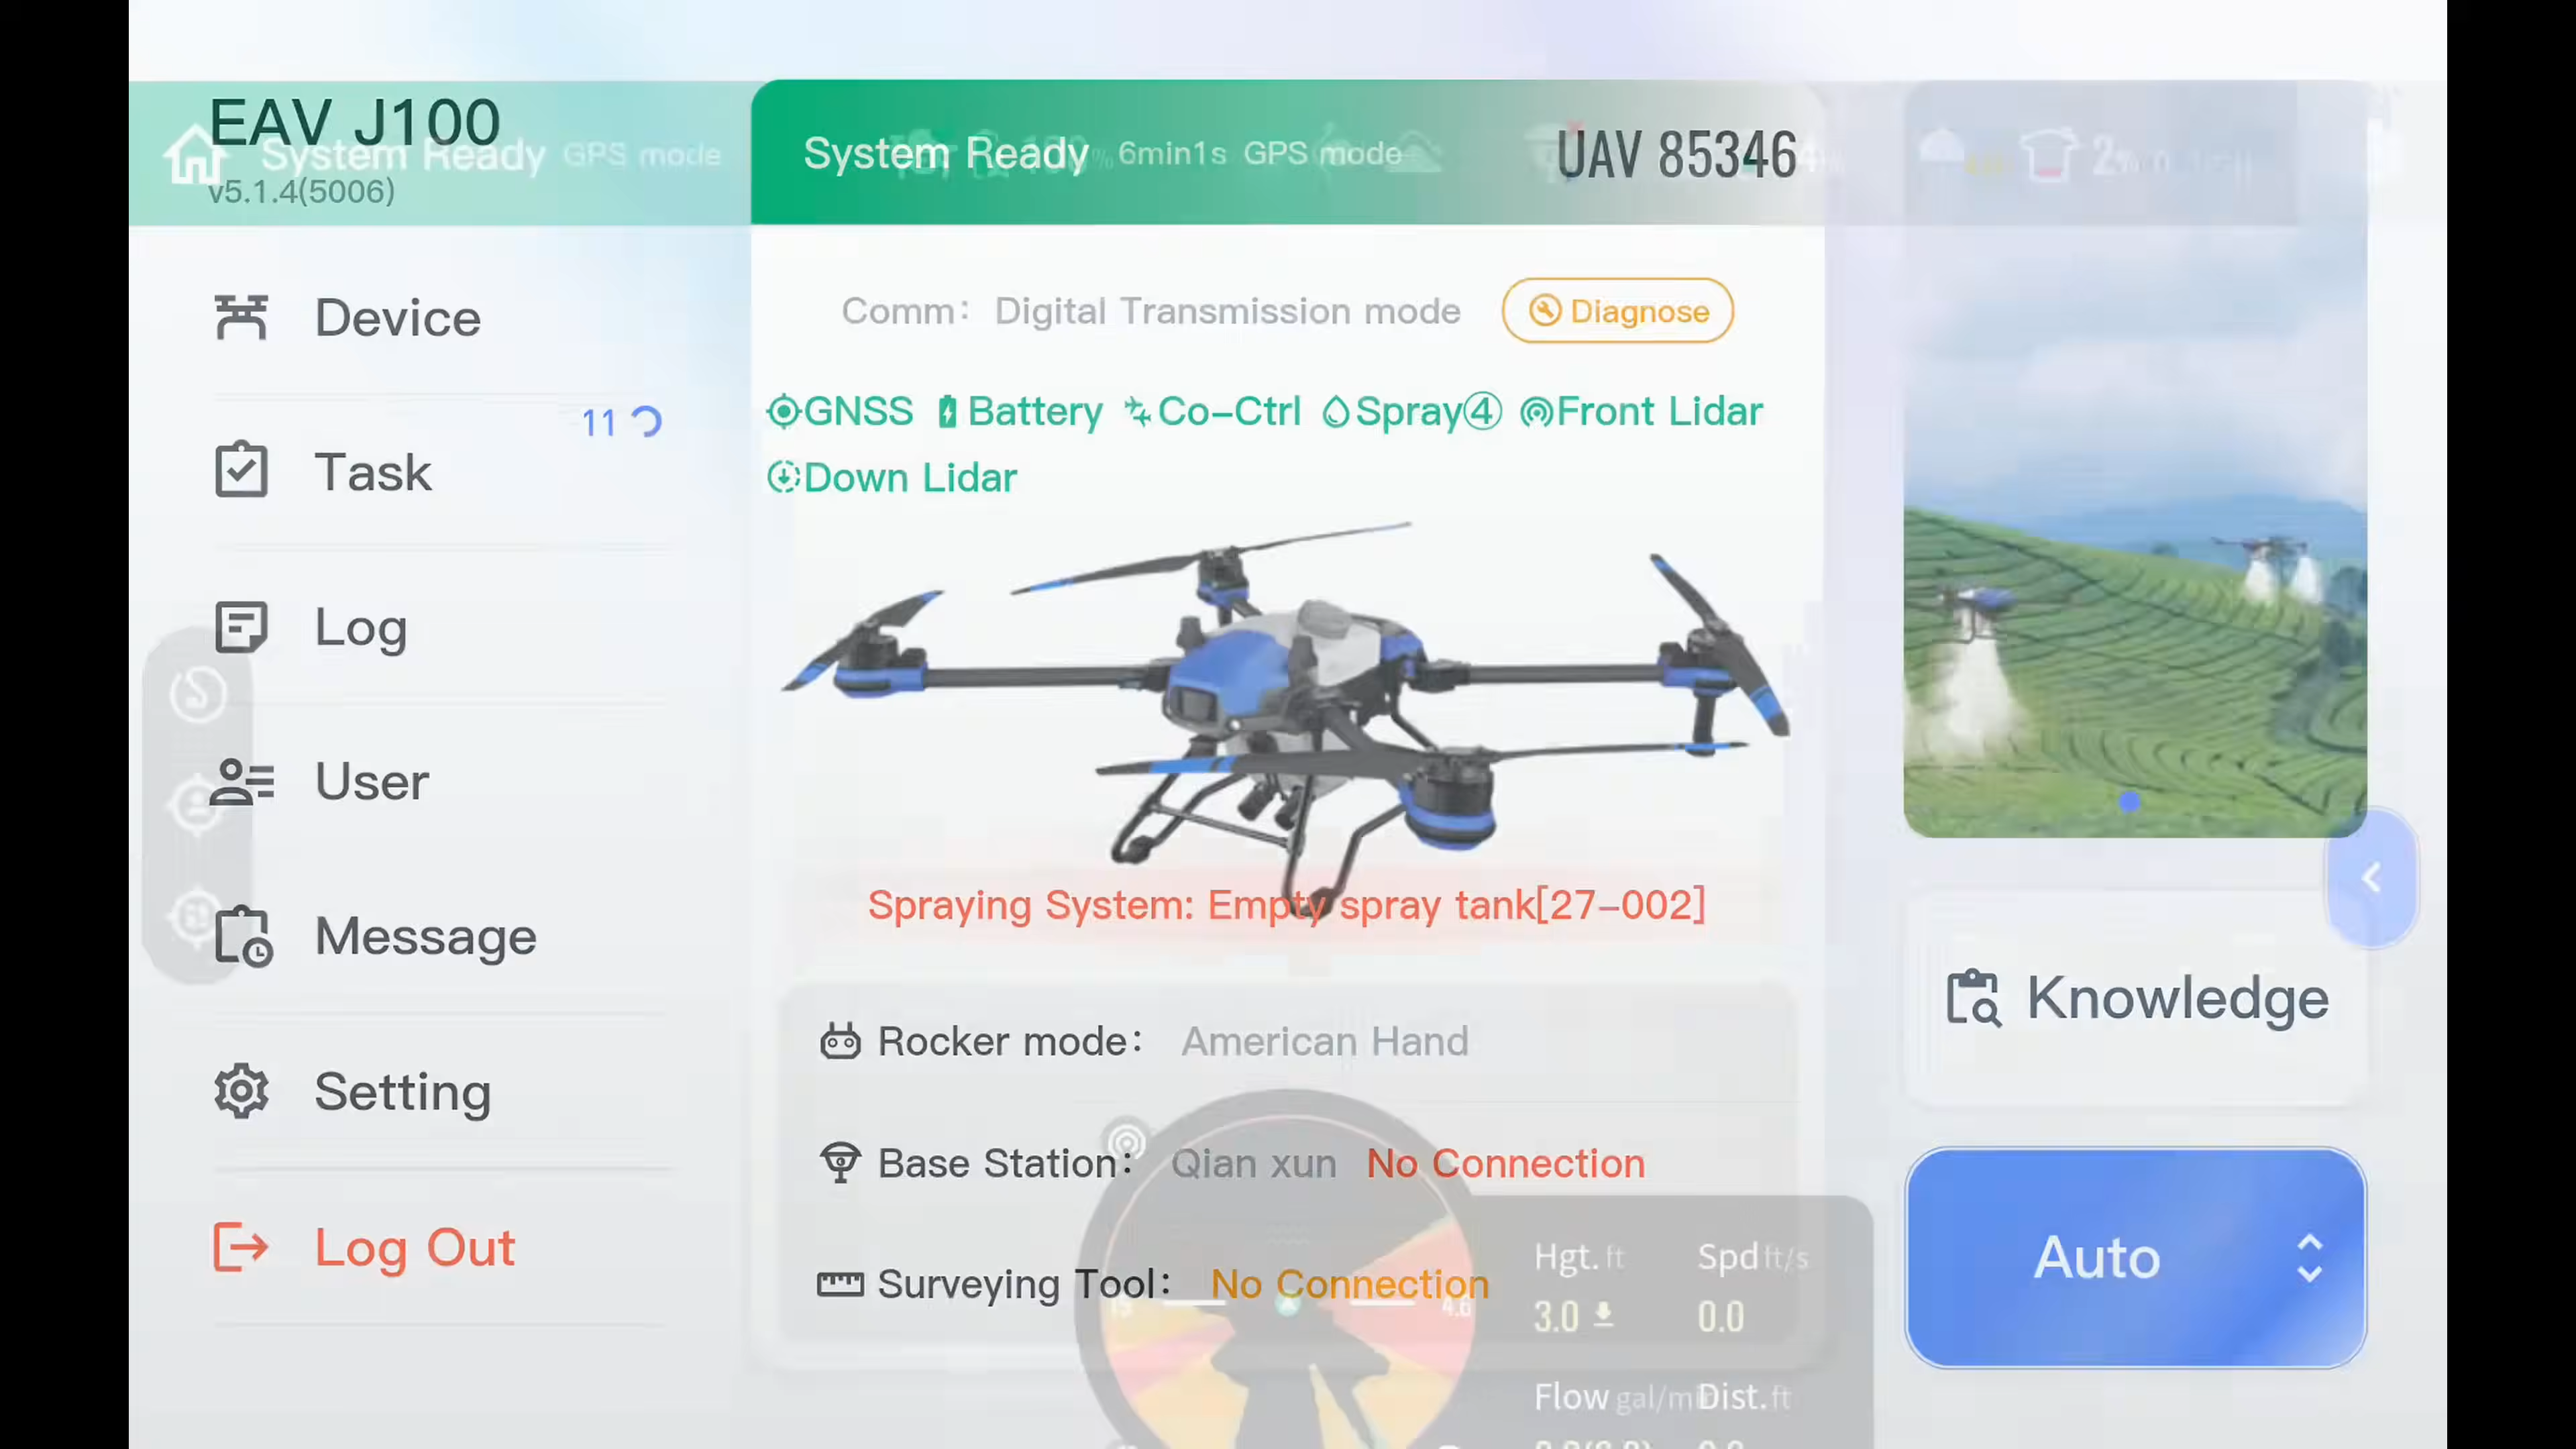 EAV J100
System Ready GPS mode
v5.1.4(5006)
System Ready 6min1s GPS mode UAV 85346
Device
11
Task
Log
User
Message
Setting
Log Out
Comm: Digital Transmission mode Diagnose
GNSS Battery Co-Ctrl Spray④ Front Lidar
Down Lidar
Spraying System: Empty spray tank[27-002]
Rocker mode: American Hand
Base Station: Qian xun No Connection
Surveying Tool: No Connection
Hgt. ft Spd ft/s
3.0 0.0
Flow Dist. ft
Knowledge
Auto